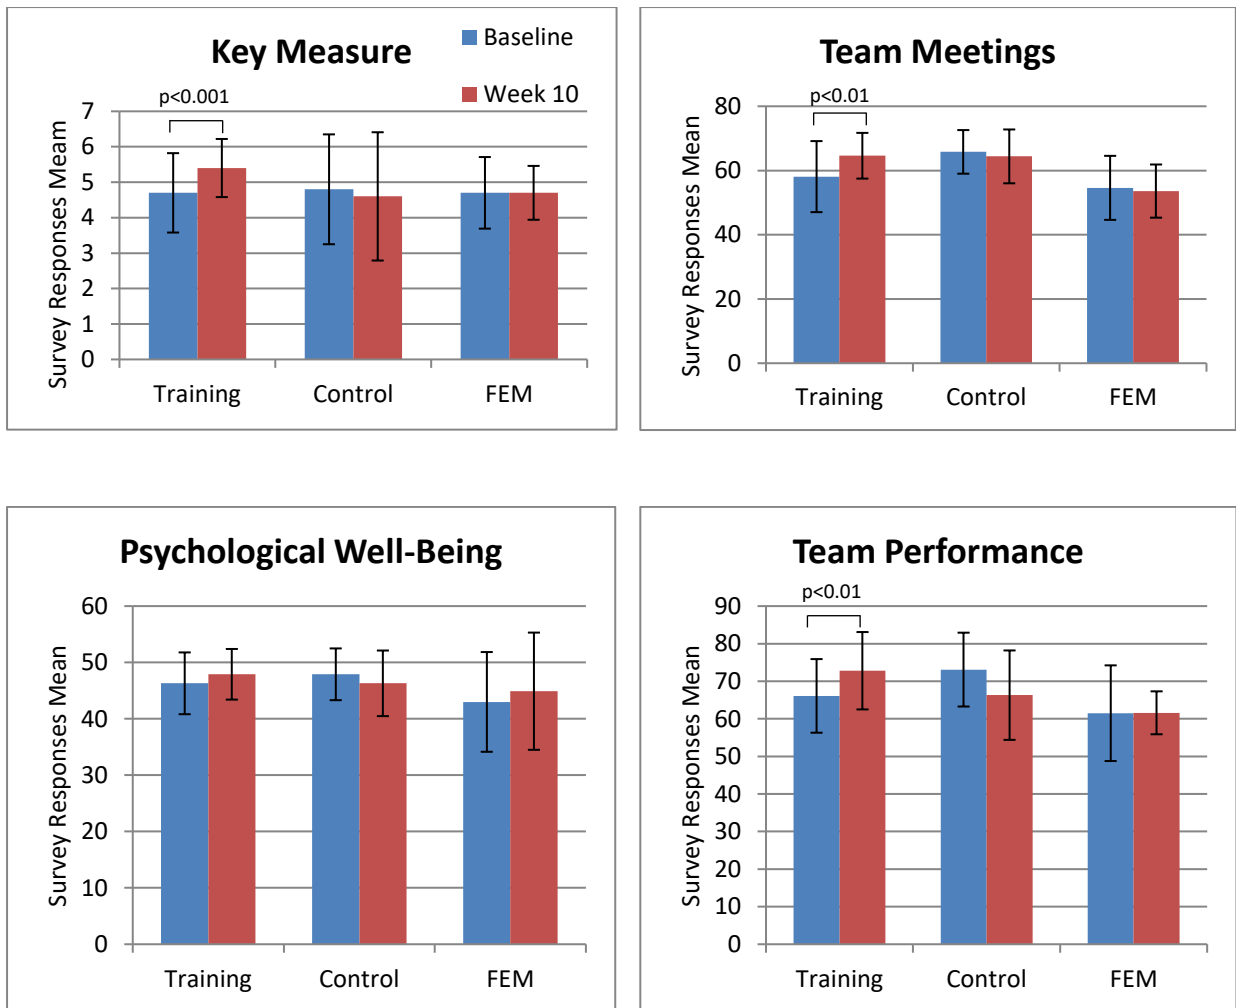 Key Measure
Baseline
Week 10
p<0.001
Survey Responses Meam
7
6
5
4
3
2
1
0
Training Control FEM
Team Meetings
p<0.01
Survey Responses Mean
80
60
40
20
0
Training Control FEM
Psychological Well-Being
Survey Responses Mean
60
50
40
30
20
10
0
Training Control FEM
Team Performance
p<0.01
Survey Responses Mean
90
80
70
60
50
40
30
20
10
0
Training Control FEM